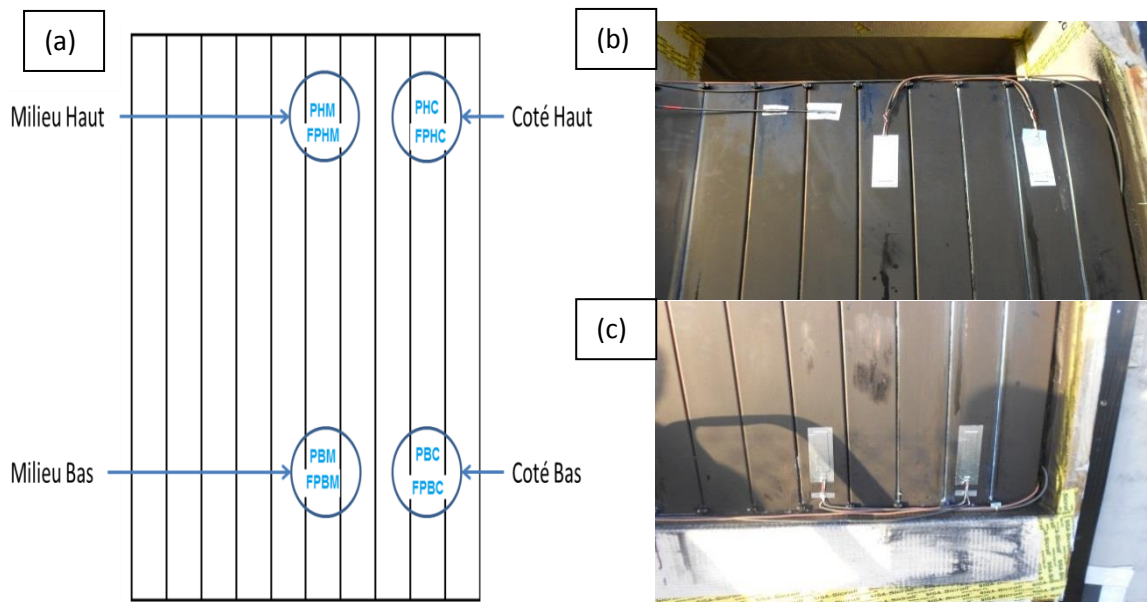 (a)
Milieu Haut
PHM
FPHM
PHC
FPHC
Coté Haut
Milieu Bas
PBM
FPBM
PBC
FPBC
Coté Bas
(b)
(c)